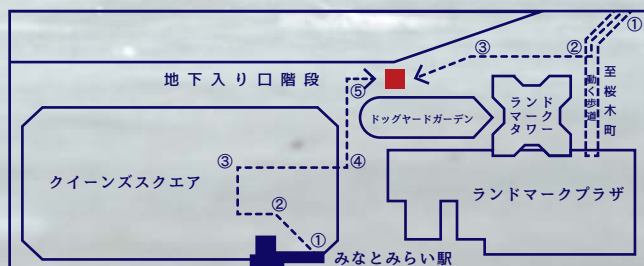 ①
②
③
至桜木町
動く歩道
地下入り口階段
⑤
ランド
マーク
タワー
ドッグヤードガーデン
③
④
クイーンズスクエア
ランドマークプラザ
②
①
みなとみらい駅